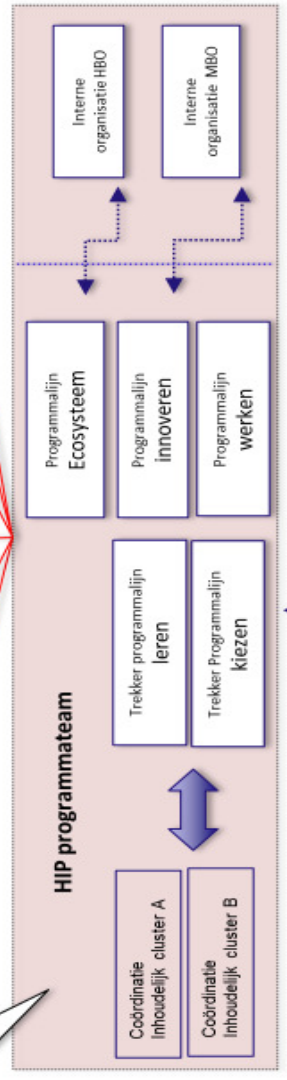 HIP programmateam
Coördinatie
Inhoudelijk cluster A
Coördinatie
Inhoudelijk cluster B
Trekker programmalijn
leren
Trekker Programmalijn
kiezen
Programmalijn
Ecosysteem
Programmalijn
innoveren
Programmalijn
werken
Interne
organisatie HBO
Interne
organisatie MBO